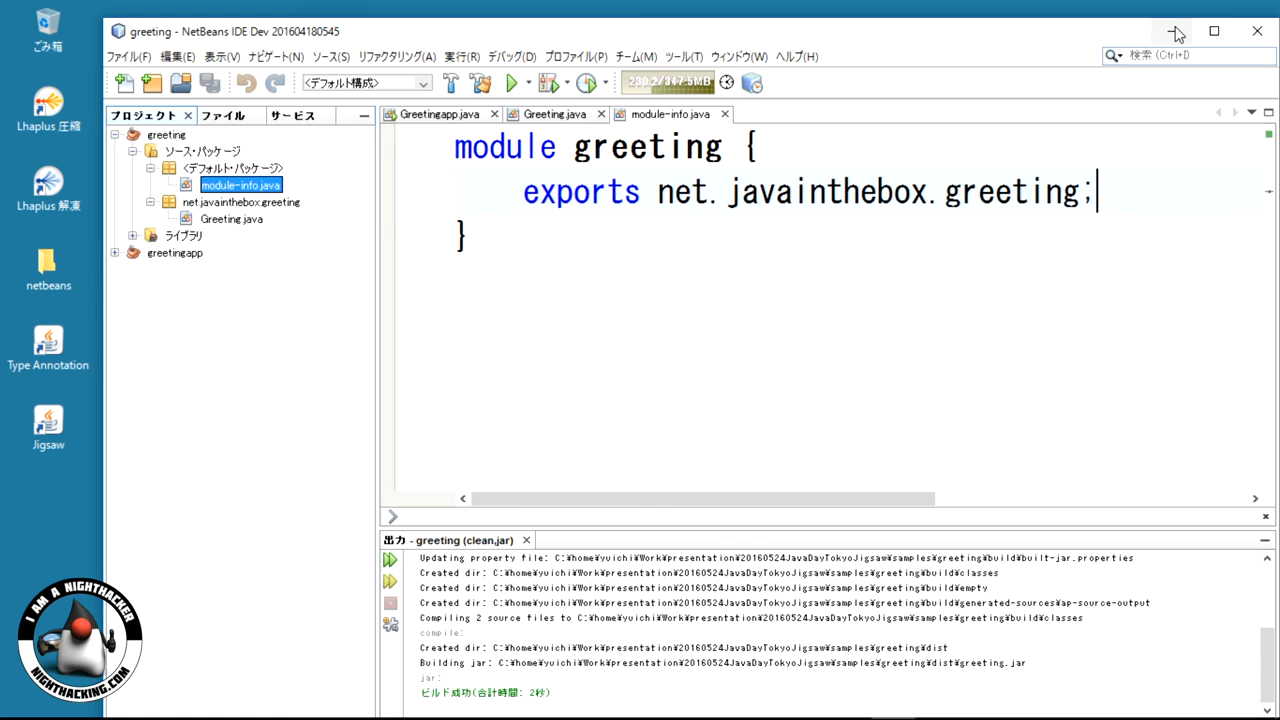 ごみ箱
Lhaplus 圧縮
Lhaplus 解凍
netbeans
Type Annotation
Jigsaw
greeting - NetBeans IDE Dev 201604180545
ファイル(F) 編集(E) 表示(V) ナビゲート(N) ソース(S) リファクタリング(A) 実行(R) デバッグ(D) プロファイル(P) チーム(M) ツール(T) ウィンドウ(W) ヘルプ(H)
検索 (Ctrl+I)
<デフォルト構成>
230.2/347.5MB
プロジェクト ファイル サービス
greeting
ソース・パッケージ
<デフォルト・パッケージ>
module-info.java
net.javainthebox.greeting
Greeting.java
ライブラリ
greetingapp
Greetingapp.java Greeting.java module-info.java
module greeting {
exports net.javainthebox.greeting;
}
出力 - greeting (clean,jar)
Updating property file: C:¥home¥yuichi¥Work¥presentation¥20160524JavaDayTokyoJigsaw¥samples¥greeting¥build¥built-jar.properties
Created dir: C:¥home¥yuichi¥Work¥presentation¥20160524JavaDayTokyoJigsaw¥samples¥greeting¥build¥classes
Created dir: C:¥home¥yuichi¥Work¥presentation¥20160524JavaDayTokyoJigsaw¥samples¥greeting¥build¥empty
Created dir: C:¥home¥yuichi¥Work¥presentation¥20160524JavaDayTokyoJigsaw¥samples¥greeting¥build¥generated-sources¥ap-source-output
Compiling 2 source files to C:¥home¥yuichi¥Work¥presentation¥20160524JavaDayTokyoJigsaw¥samples¥greeting¥build¥classes
compile:
Created dir: C:¥home¥yuichi¥Work¥presentation¥20160524JavaDayTokyoJigsaw¥samples¥greeting¥dist
Building jar: C:¥home¥yuichi¥Work¥presentation¥20160524JavaDayTokyoJigsaw¥samples¥greeting¥dist¥greeting.jar
jar:
ビルド成功(合計時間: 2秒)
I AM A NIGHTHACKER
NIGHTHACKING.COM